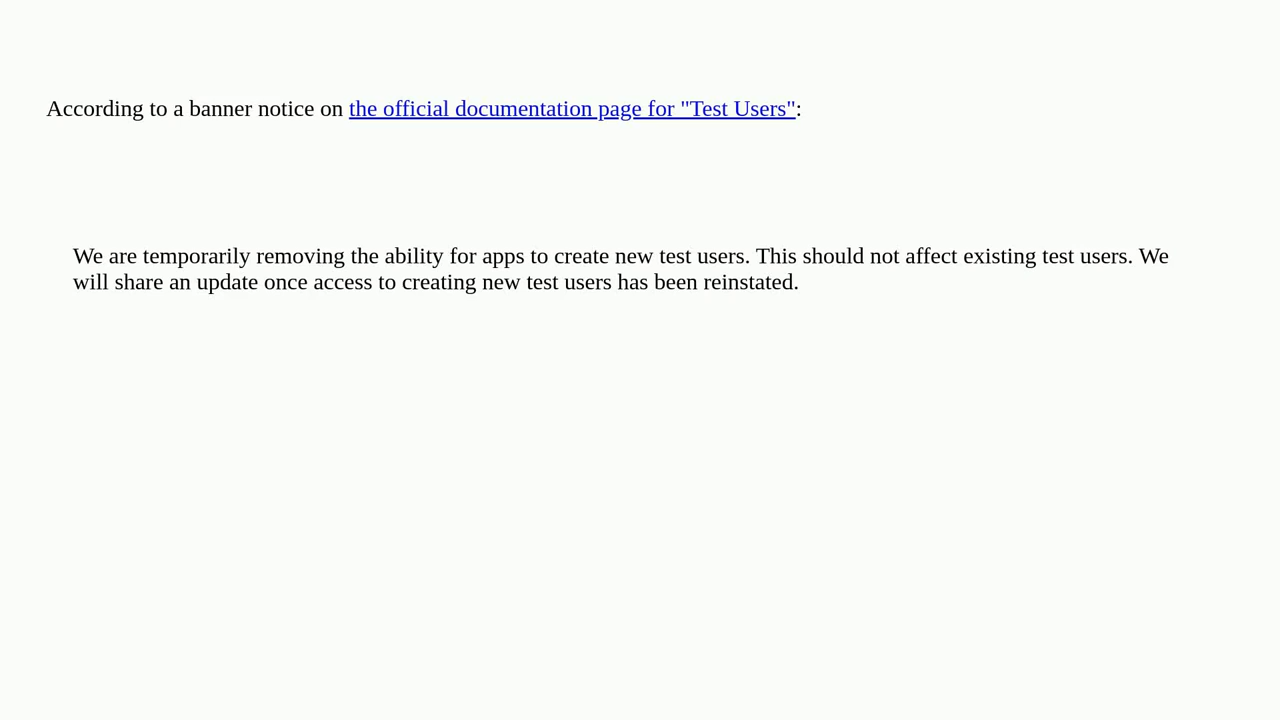 According to a banner notice on the official documentation page for "Test Users":
We are temporarily removing the ability for apps to create new test users. This should not affect existing test users. We
will share an update once access to creating new test users has been reinstated.